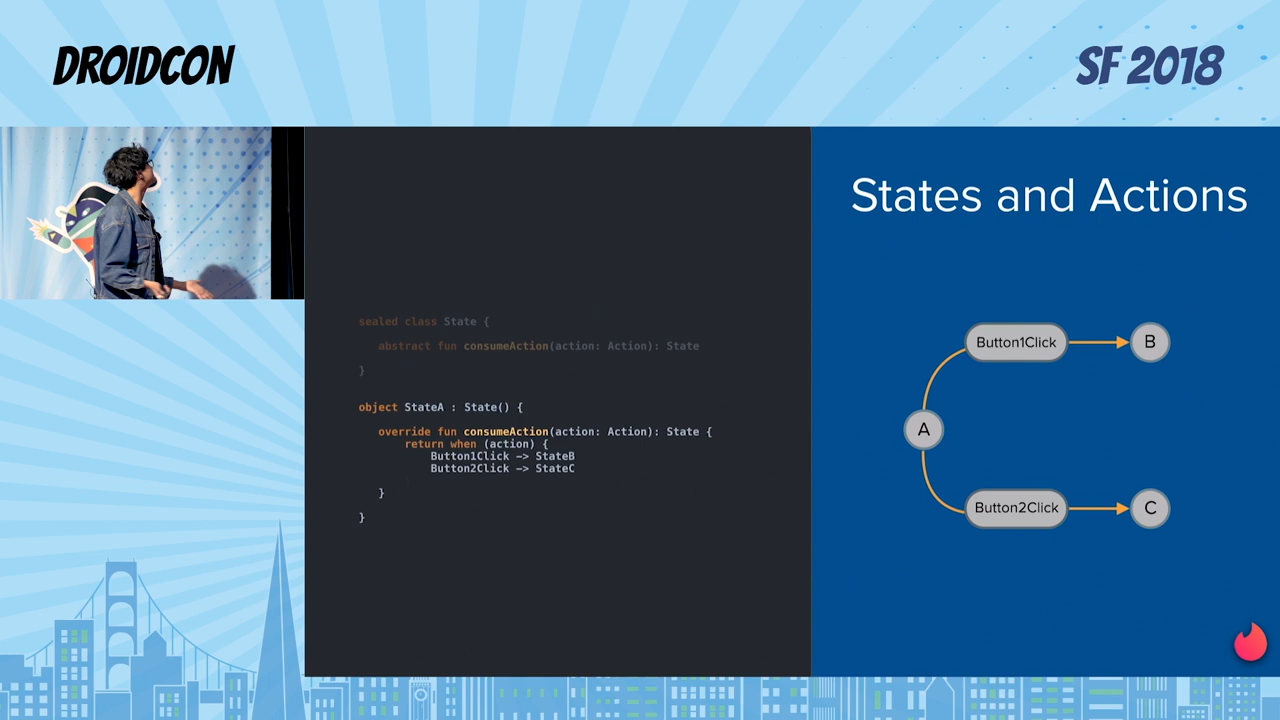 DROIDCON
SF 2018
sealed class State {
abstract fun consumeAction(action: Action): State
}
object StateA : State() {
override fun consumeAction(action: Action): State {
return when (action) {
Button1Click –> StateB
Button2Click –> StateC
}
}
States and Actions
Button1Click
B
A
Button2Click
C